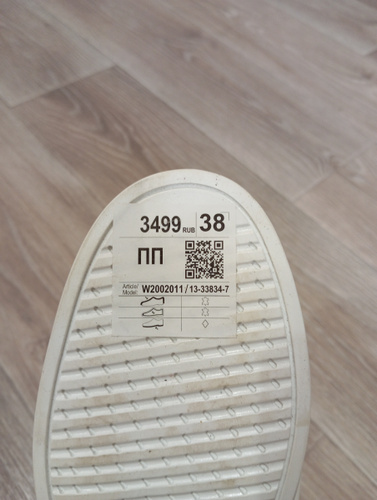 3499 RUB 38
ПП
Article/ Model: W2002011 / 13-33834-7